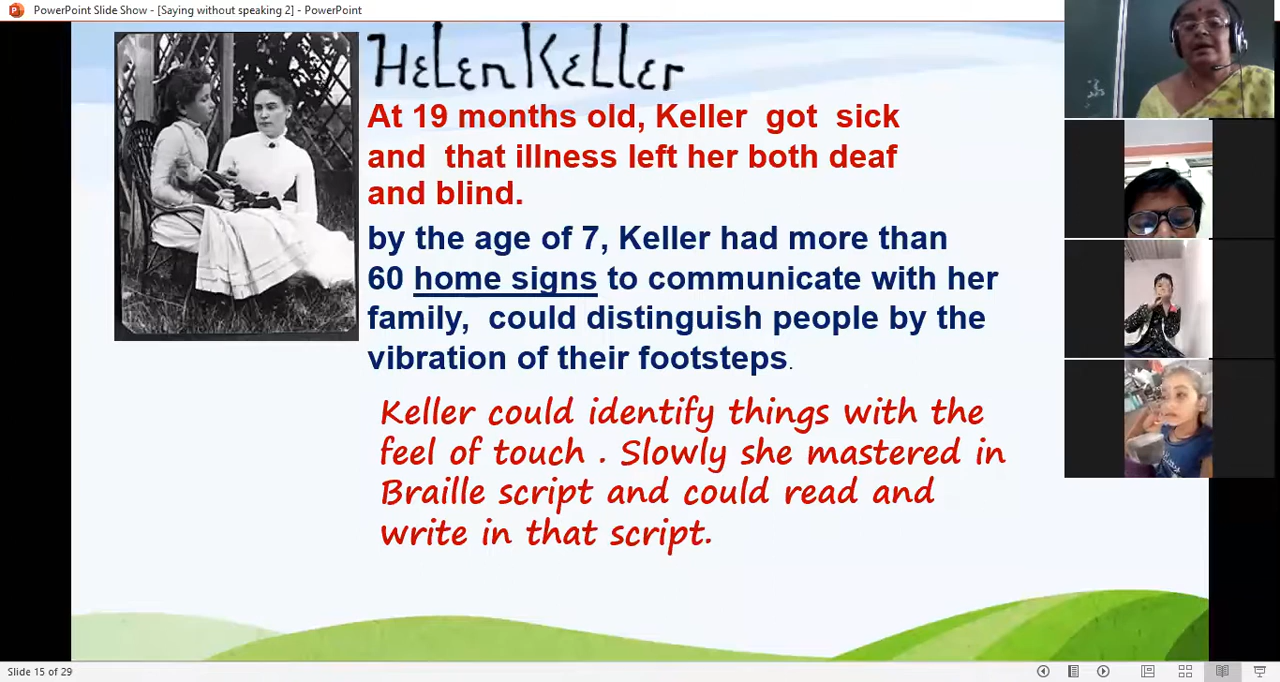 PowerPoint Slide Show - [Saying without speaking 2] - PowerPoint
Helen Keller
At 19 months old, Keller got sick
and that illness left her both deaf
and blind.
by the age of 7, Keller had more than
60 home signs to communicate with her
family, could distinguish people by the
vibration of their footsteps.
Keller could identify things with the
feel of touch . Slowly she mastered in
Braille script and could read and
write in that script.
Slide 15 of 29